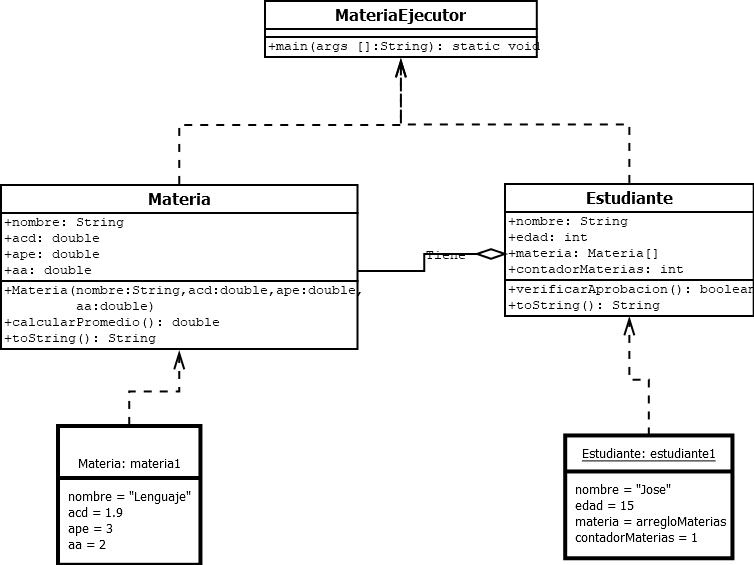 MateriaEjecutor
+main(args []:String): static void
Materia
+nombre: String
+acd: double
+ape: double
+aa: double
+Materia(nombre:String,acd:double,ape:double,
aa:double)
+calcularPromedio(): double
+toString(): String
Tiene
Estudiante
+nombre: String
+edad: int
+materia: Materia[]
+contadorMaterias: int
+verificarAprobacion(): boolean
+toString(): String
Materia: materia1
nombre = "Lenguaje"
acd = 1.9
ape = 3
aa = 2
Estudiante: estudiante1
nombre = "Jose"
edad = 15
materia = arregloMaterias
contadorMaterias = 1